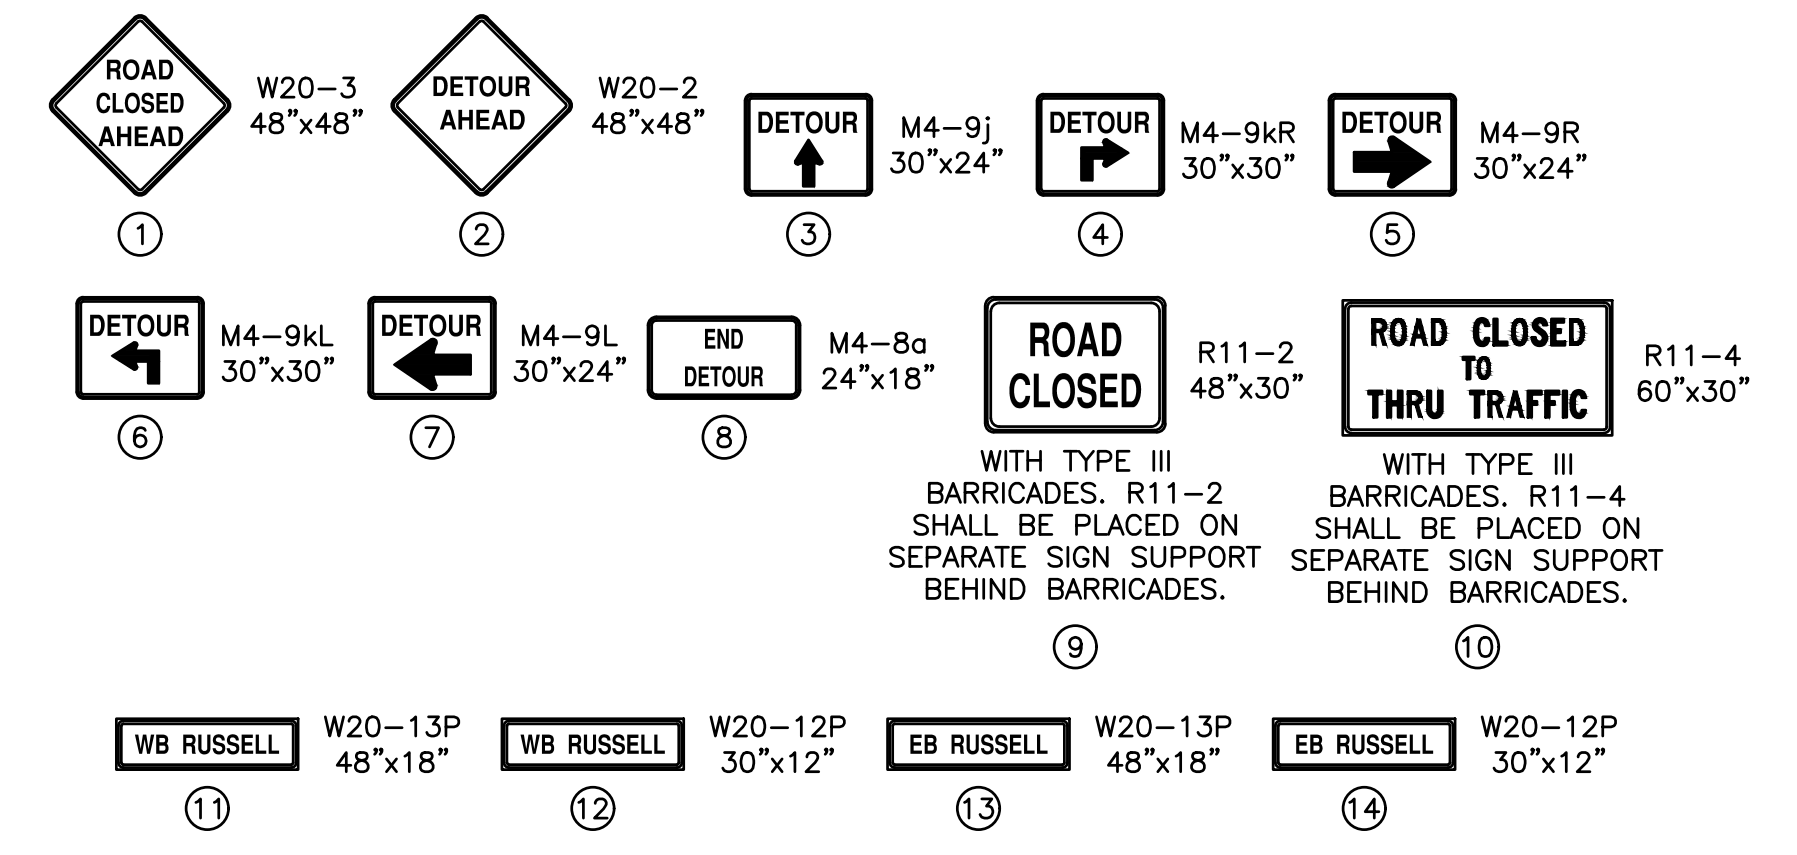 ROAD
CLOSED
AHEAD
W20-3
48"x48"
1
DETOUR
AHEAD
W20-2
48"x48"
2
DETOUR
M4-9j
30"x24"
3
DETOUR
M4-9kR
30"x30"
4
DETOUR
M4-9R
30"x24"
5
DETOUR
M4-9kL
30"x30"
6
DETOUR
M4-9L
30"x24"
7
END
DETOUR
M4-8a
24"x18"
8
ROAD
CLOSED
R11-2
48"x30"
WITH TYPE III
BARRICADES. R11-2
SHALL BE PLACED ON
SEPARATE SIGN SUPPORT
BEHIND BARRICADES.
9
ROAD CLOSED
TO
THRU TRAFFIC
R11-4
60"x30"
WITH TYPE III
BARRICADES. R11-4
SHALL BE PLACED ON
SEPARATE SIGN SUPPORT
BEHIND BARRICADES.
10
WB RUSSELL
W20-13P
48"x18"
11
WB RUSSELL
W20-12P
30"x12"
12
EB RUSSELL
W20-13P
48"x18"
13
EB RUSSELL
W20-12P
30"x12"
14